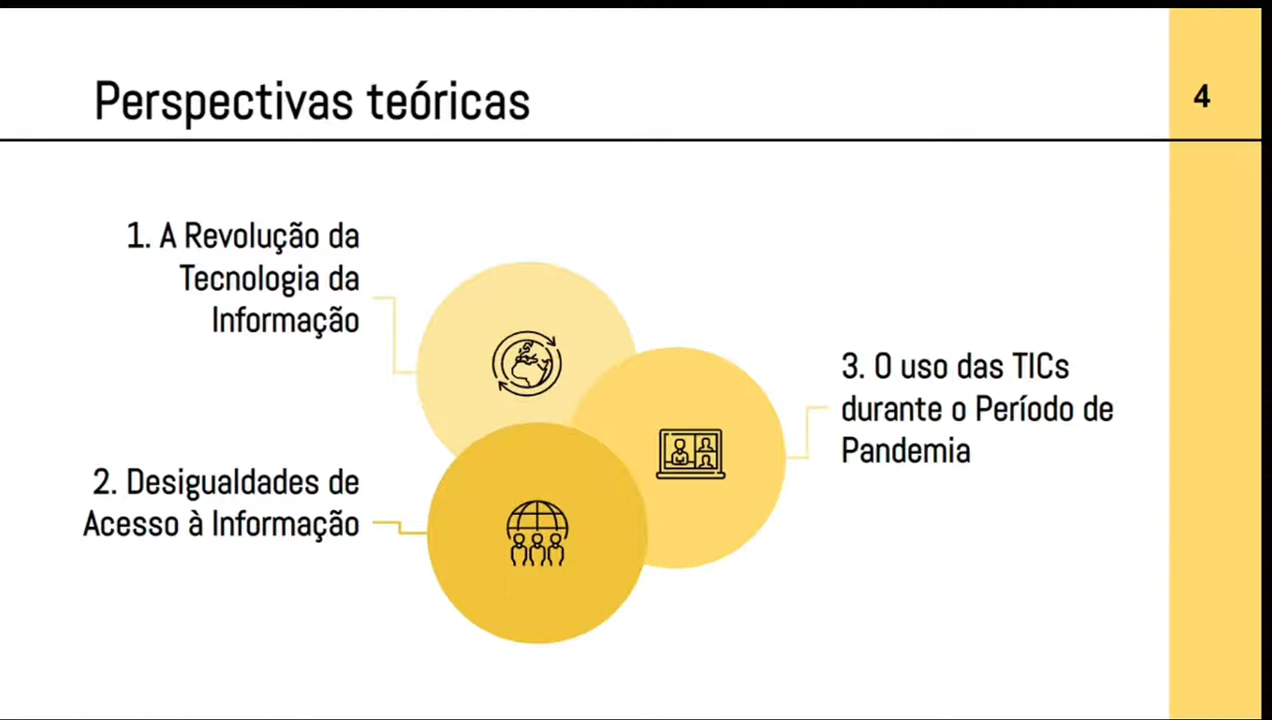 Perspectivas teóricas
4
1. A Revolução da
Tecnologia da
Informação
2. Desigualdades de
Acesso à Informação
3. O uso das TICs
durante o Período de
Pandemia